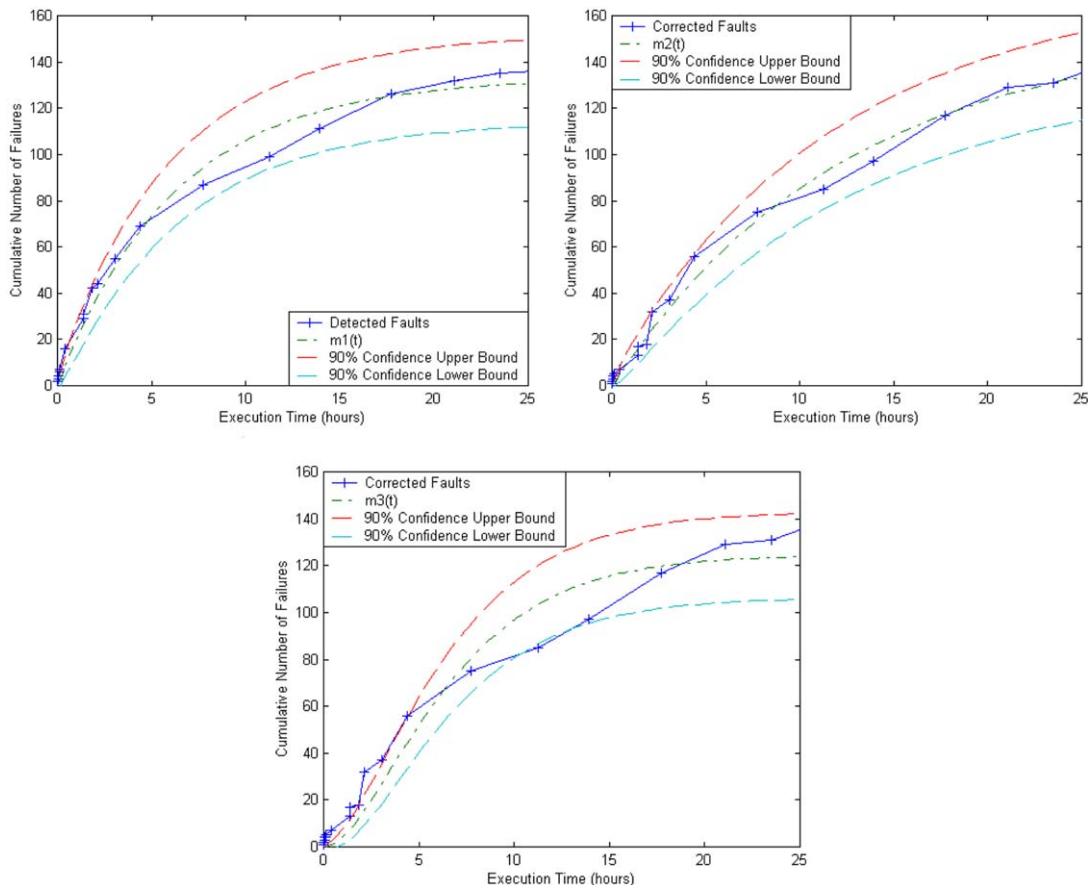 160
140
120
100
80
60
40
20
0
Cumulative Number of Failures
Detected Faults
m1(t)
90% Confidence Upper Bound
90% Confidence Lower Bound
0 5 10 15 20 25
Execution Time (hours)
160
140
120
100
80
60
40
20
0
Cumulative Number of Failures
Corrected Faults
m2(t)
90% Confidence Upper Bound
90% Confidence Lower Bound
0 5 10 15 20 25
Execution Time (hours)
160
140
120
100
80
60
40
20
0
Cumulative Number of Failures
Corrected Faults
m3(t)
90% Confidence Upper Bound
90% Confidence Lower Bound
0 5 10 15 20 25
Execution Time (hours)